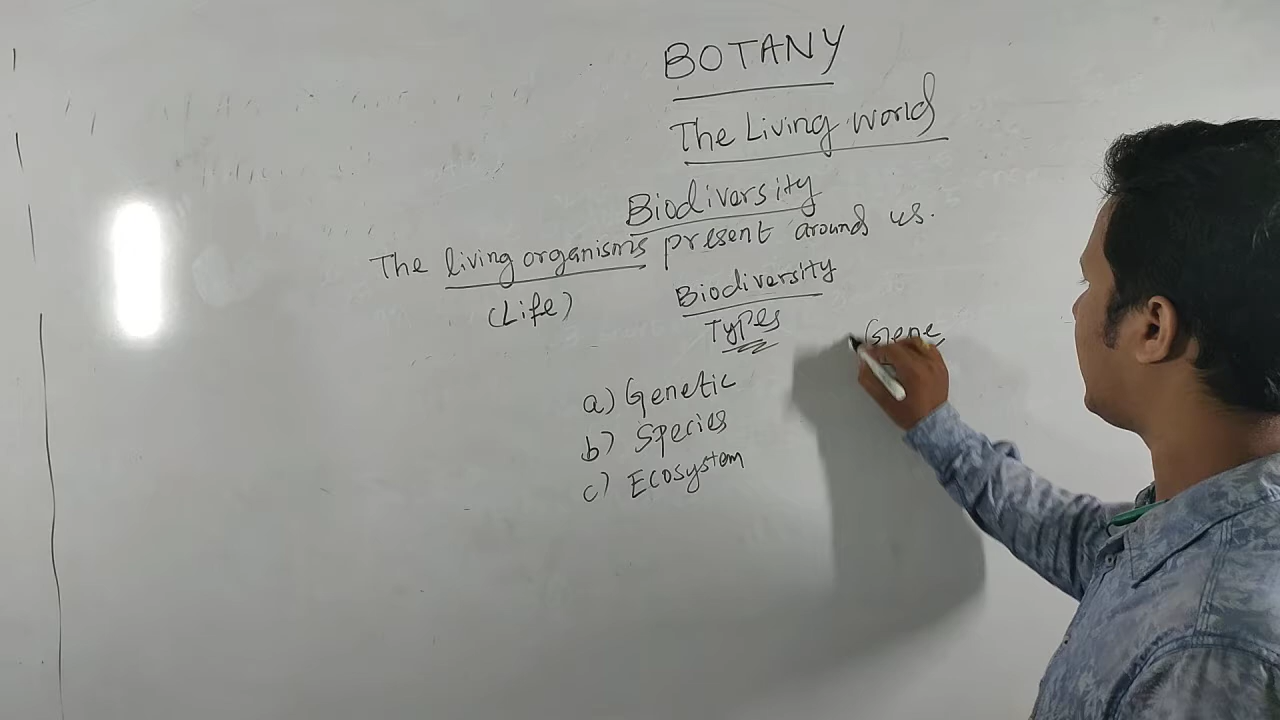 BOTANY
The Living World
Biodiversity
The living organisms present around us.
(Life)
Biodiversity
Types
Gene
a) Genetic
b) Species
c) Ecosystem